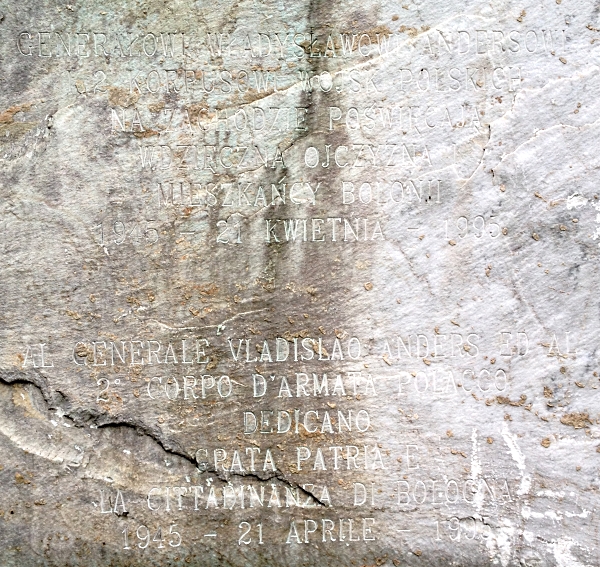 GENERAŁOWI WŁADYSŁAWOWI ANDERSOWI
I 2 KORPUSOWI WOJSK POLSKICH
NA ZACHODZIE POŚWIĘCAJĄ
WDZIĘCZNA OJCZYZNA
MIESZKAŃCY BOLONII
1945 - 21 KWIETNIA - 1995
AL GENERALE VLADISLAO ANDERS ED AL
2° CORPO D'ARMATA POLACCO
DEDICANO
GRATA PATRIA E
LA CITTADINANZA DI BOLOGNA
1945 - 21 APRILE - 1995